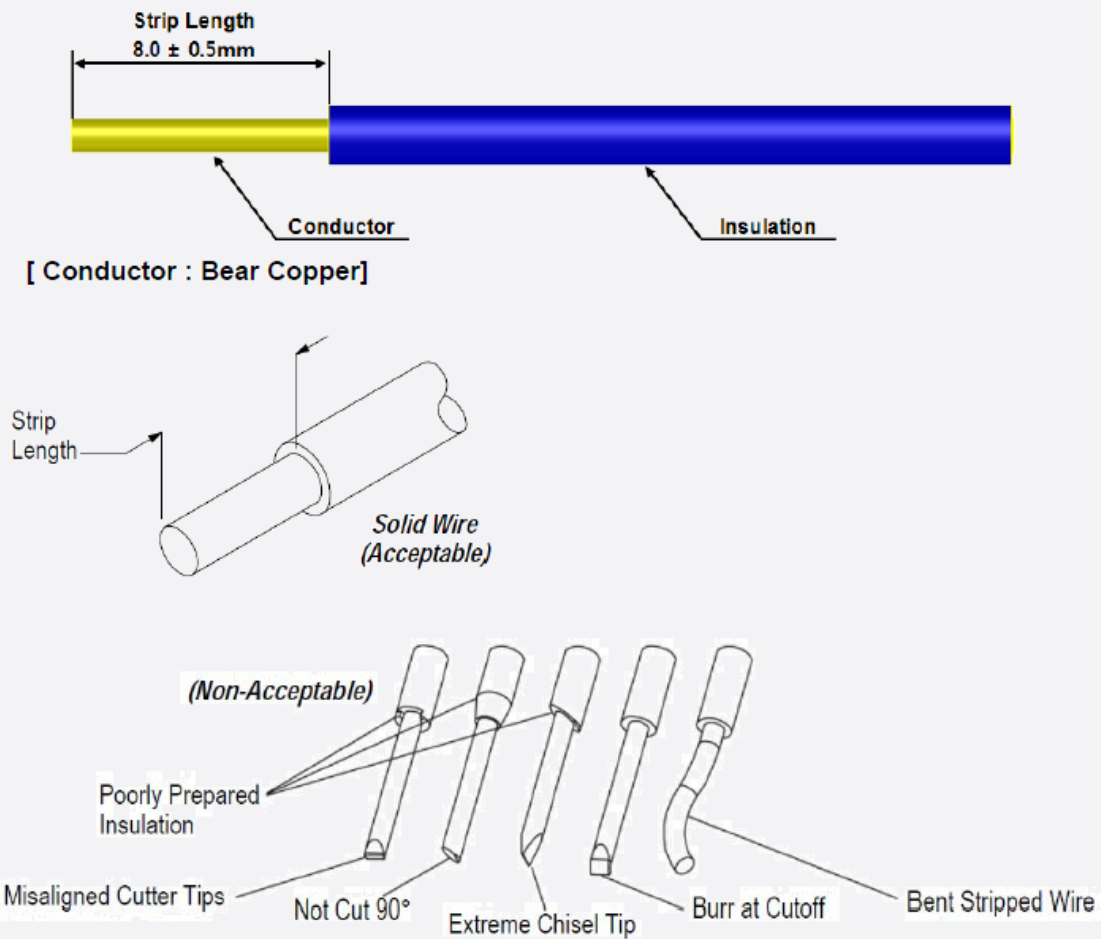 Strip Length
8.0 ± 0.5mm
Conductor
Insulation
[ Conductor : Bear Copper]
Strip
Length
Solid Wire
(Acceptable)
(Non-Acceptable)
Poorly Prepared
Insulation
Misaligned Cutter Tips
Not Cut 90°
Extreme Chisel Tip
Burr at Cutoff
Bent Stripped Wire